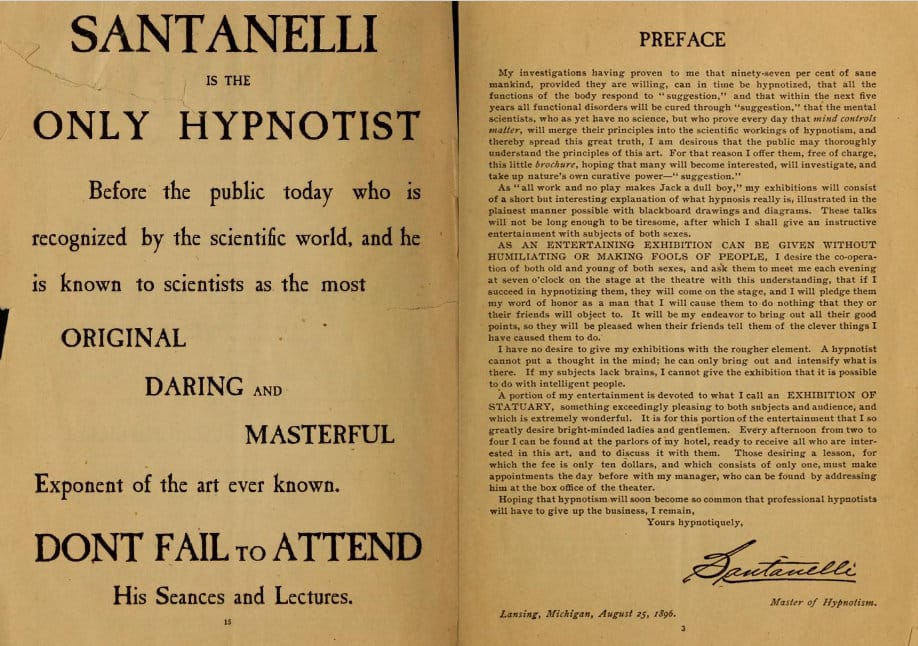 SANTANELLI
IS THE
ONLY HYPNOTIST
Before the public today who is
recognized by the scientific world, and he
is known to scientists as the most
ORIGINAL
DARING AND
MASTERFUL
Exponent of the art ever known.
DONT FAIL TO ATTEND
His Seances and Lectures.
15
PREFACE
My investigations having proven to me that ninety-seven per cent of sane
mankind, provided they are willing, can in time be hypnotized, that all the
functions of the body respond to "suggestion," and that within the next five
years all functional disorders will be cured through "suggestion," that the mental
scientists, who as yet have no science, but who prove every day that mind controls
matter, will merge their principles into the scientific workings of hypnotism, and
thereby spread this great truth, I am desirous that the public may thoroughly
understand the principles of this art. For that reason I offer them, free of charge,
this little brochure, hoping that many will become interested, will investigate, and
take up nature's own curative power—"suggestion."
As "all work and no play makes Jack a dull boy," my exhibitions will consist
of a short but interesting explanation of what hypnosis really is, illustrated in the
plainest manner possible with blackboard drawings and diagrams. These talks
will not be long enough to be tiresome, after which I shall give an instructive
entertainment with subjects of both sexes.
AS AN ENTERTAINING EXHIBITION CAN BE GIVEN WITHOUT
HUMILIATING OR MAKING FOOLS OF PEOPLE, I desire the co-opera-
tion of both old and young of both sexes, and ask them to meet me each evening
at seven o'clock on the stage at the theatre with this understanding, that if I
succeed in hypnotizing them, they will come on the stage, and I will pledge them
my word of honor as a man that I will cause them to do nothing that they or
their friends will object to. It will be my endeavor to bring out all their good
points, so they will be pleased when their friends tell them of the clever things I
have caused them to do.
I have no desire to give my exhibitions with the rougher element. A hypnotist
cannot put a thought in the mind; he can only bring out and intensify what is
there. If my subjects lack brains, I cannot give the exhibition that it is possible
to do with intelligent people.
A portion of my entertainment is devoted to what I call an EXHIBITION OF
STATUARY, something exceedingly pleasing to both subjects and audience, and
which is extremely wonderful. It is for this portion of the entertainment that I so
greatly desire bright-minded ladies and gentlemen. Every afternoon from two to
four I can be found at the parlors of my hotel, ready to receive all who are inter-
ested in this art, and to discuss it with them. Those desiring a lesson, for
which the fee is only ten dollars, and which consists of only one, must make
appointments the day before with my manager, who can be found by addressing
him at the box office of the theater.
Hoping that hypnotism will soon become so common that professional hypnotists
will have to give up the business, I remain,
Yours hypnotiquely,
Santanelli
Master of Hypnotism.
Lansing, Michigan, August 25, 1896.
3